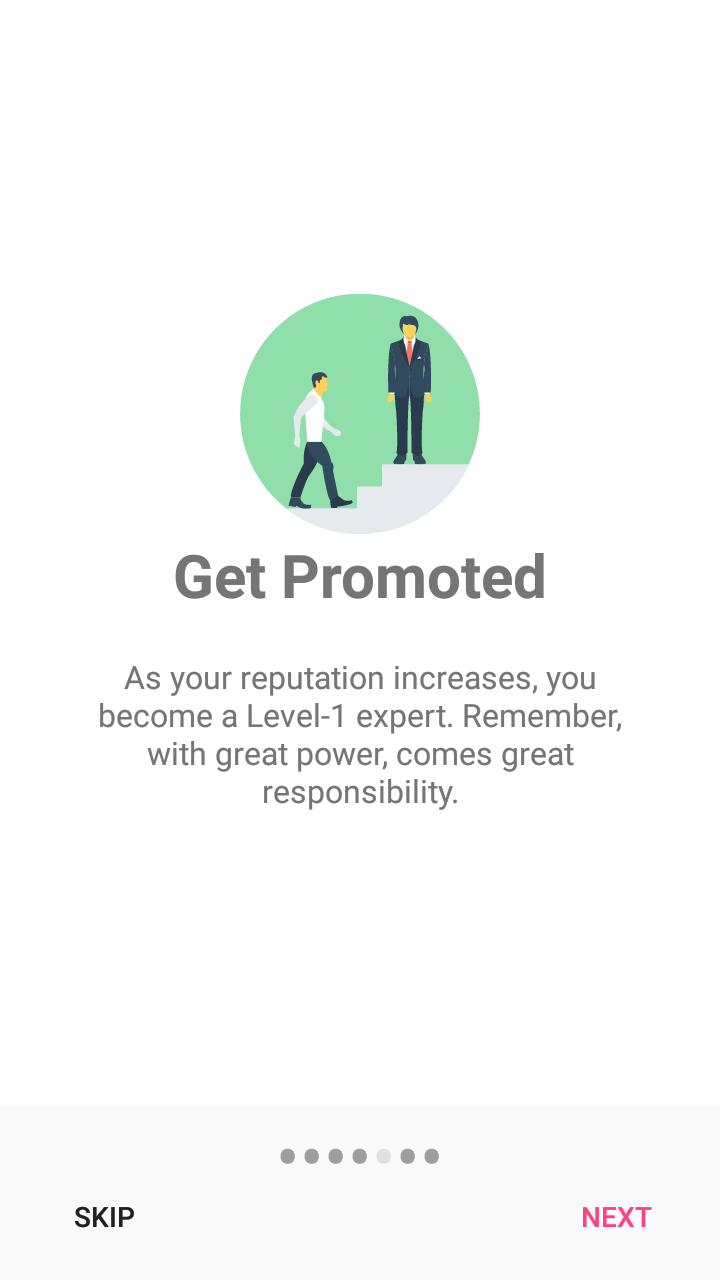 Get Promoted
As your reputation increases, you
become a Level-1 expert. Remember,
with great power, comes great
responsibility.
SKIP
NEXT